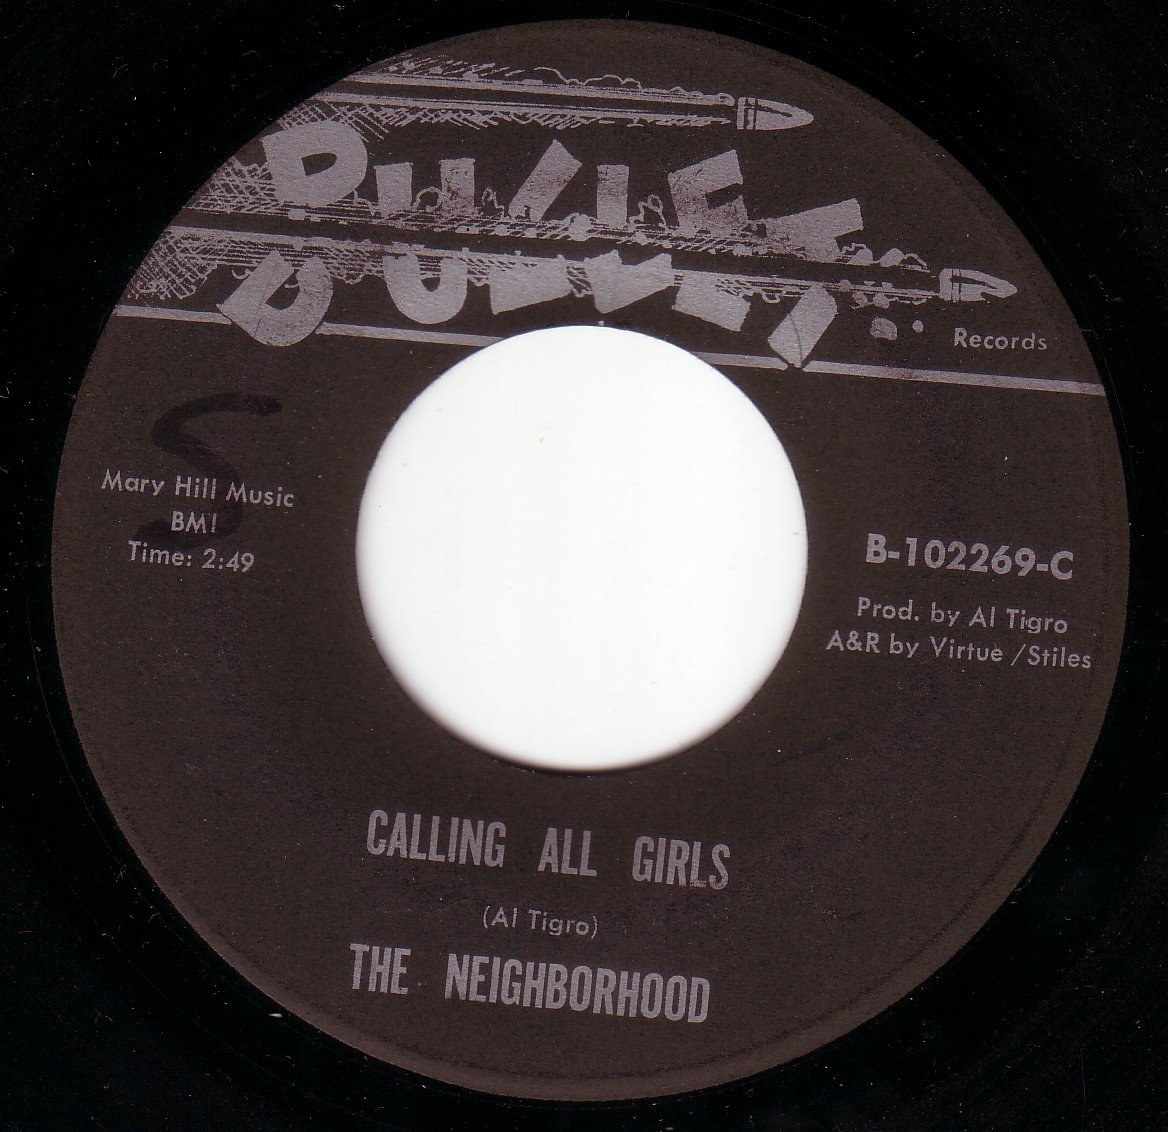 BULLET
Records
S
Mary Hill Music
BMI
Time: 2:49
B-102269-C
Prod. by Al Tigro
A&R by Virtue /Stiles
CALLING ALL GIRLS
(Al Tigro)
THE NEIGHBORHOOD